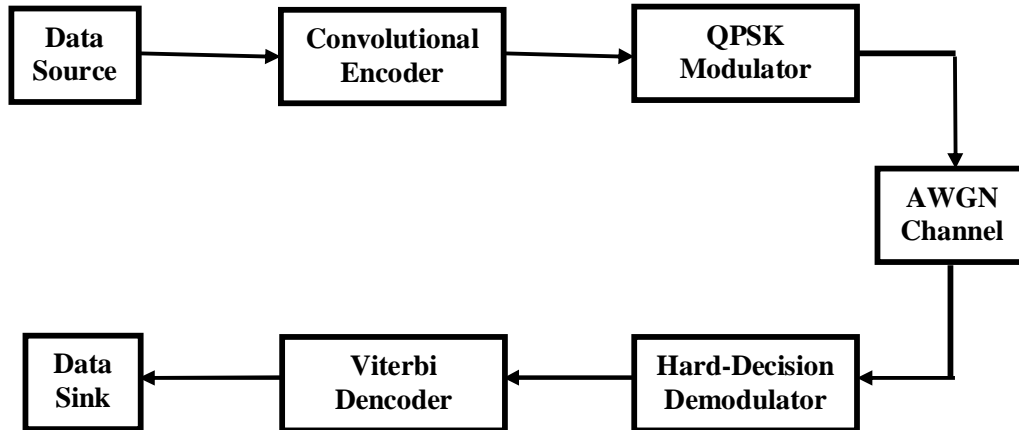 Data
Source
Convolutional
Encoder
QPSK
Modulator
AWGN
Channel
Hard-Decision
Demodulator
Viterbi
Dencoder
Data
Sink